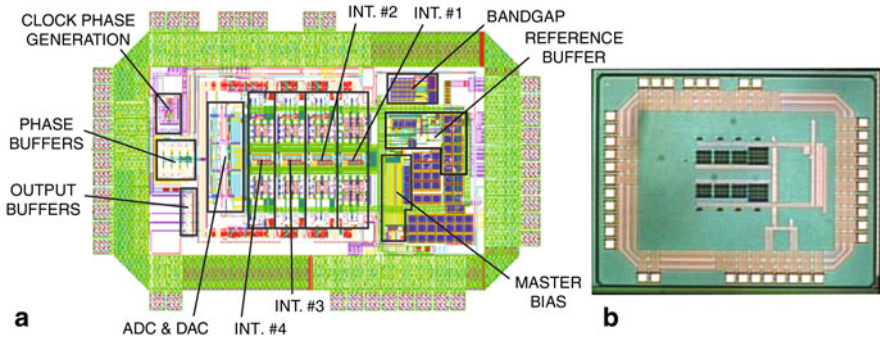 CLOCK PHASE
GENERATION
INT. #2
INT. #1
BANDGAP
REFERENCE
BUFFER
PHASE
BUFFERS
OUTPUT
BUFFERS
ADC & DAC
INT. #4
INT. #3
MASTER
BIAS
a
b